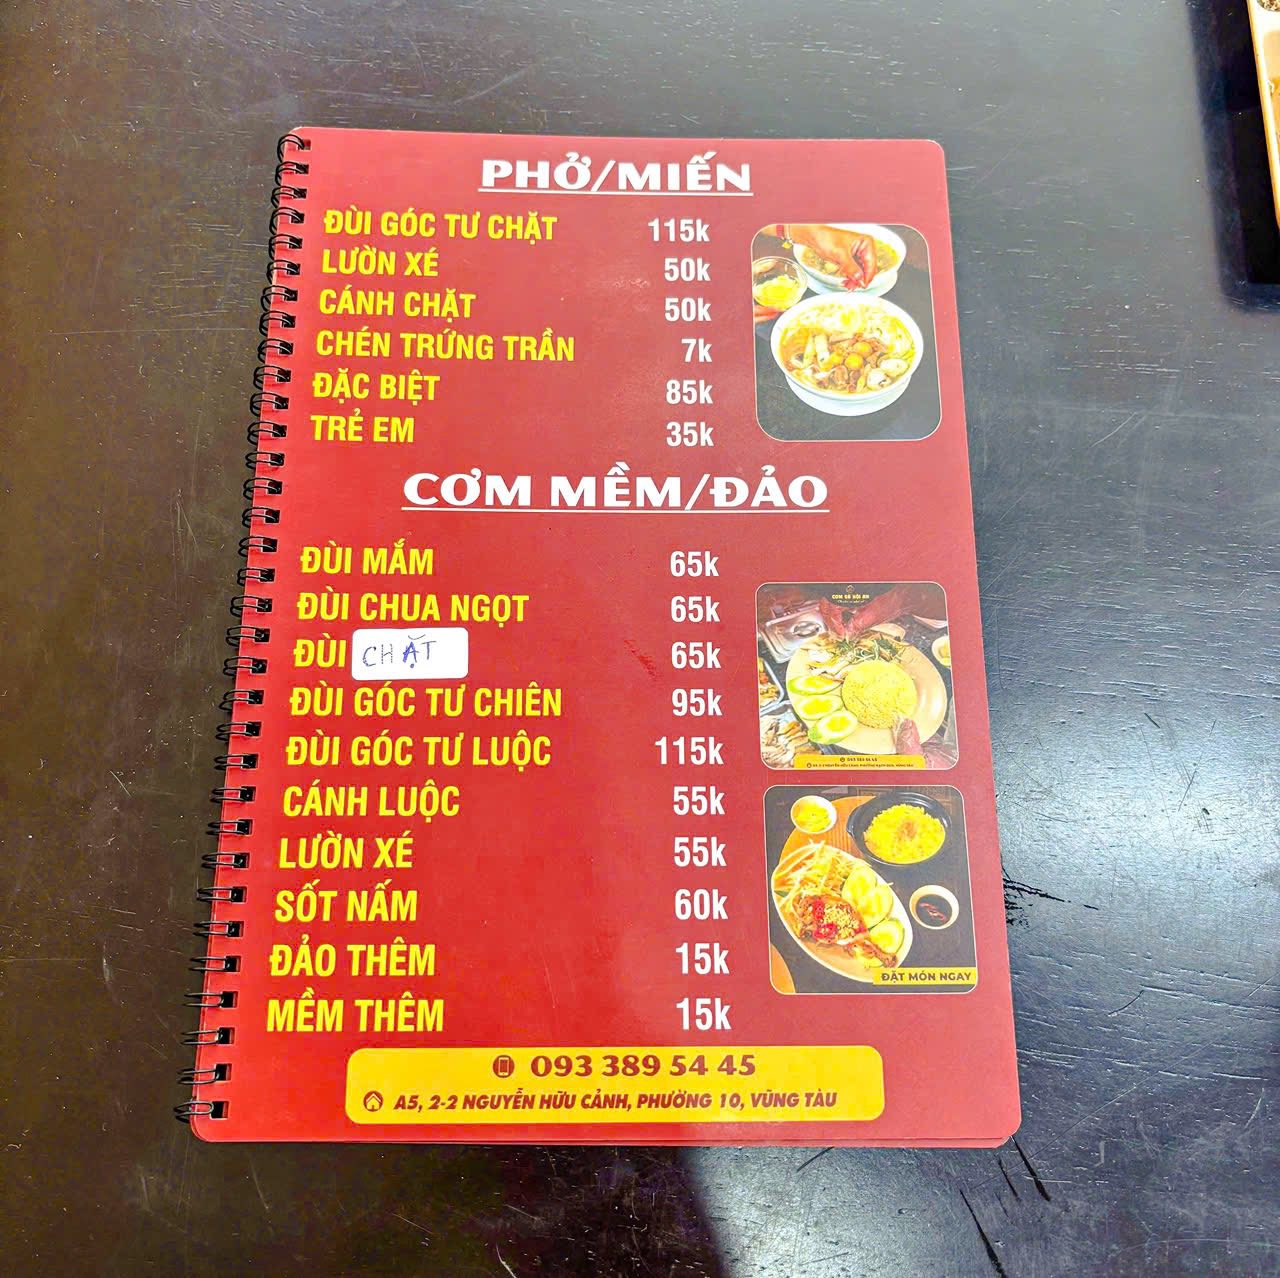 PHỞ/MIẾN
ĐÙI GÓC TƯ CHẶT 115k
LƯỜN XÉ 50k
CÁNH CHẶT 50k
CHÉN TRỨNG TRẦN 7k
ĐẶC BIỆT 85k
TRẺ EM 35k
CƠM MỀM/ĐẢO
ĐÙI MẮM 65k
ĐÙI CHUA NGỌT 65k
ĐÙI CHẶT 65k
ĐÙI GÓC TƯ CHIÊN 95k
ĐÙI GÓC TƯ LUỘC 115k
CÁNH LUỘC 55k
LƯỜN XÉ 55k
SỐT NẤM 60k
ĐẢO THÊM 15k
MỀM THÊM 15k
ĐẶT MÓN NGAY
093 389 54 45
A5, 2-2 NGUYỄN HỮU CẢNH, PHƯỜNG 10, VŨNG TÀU